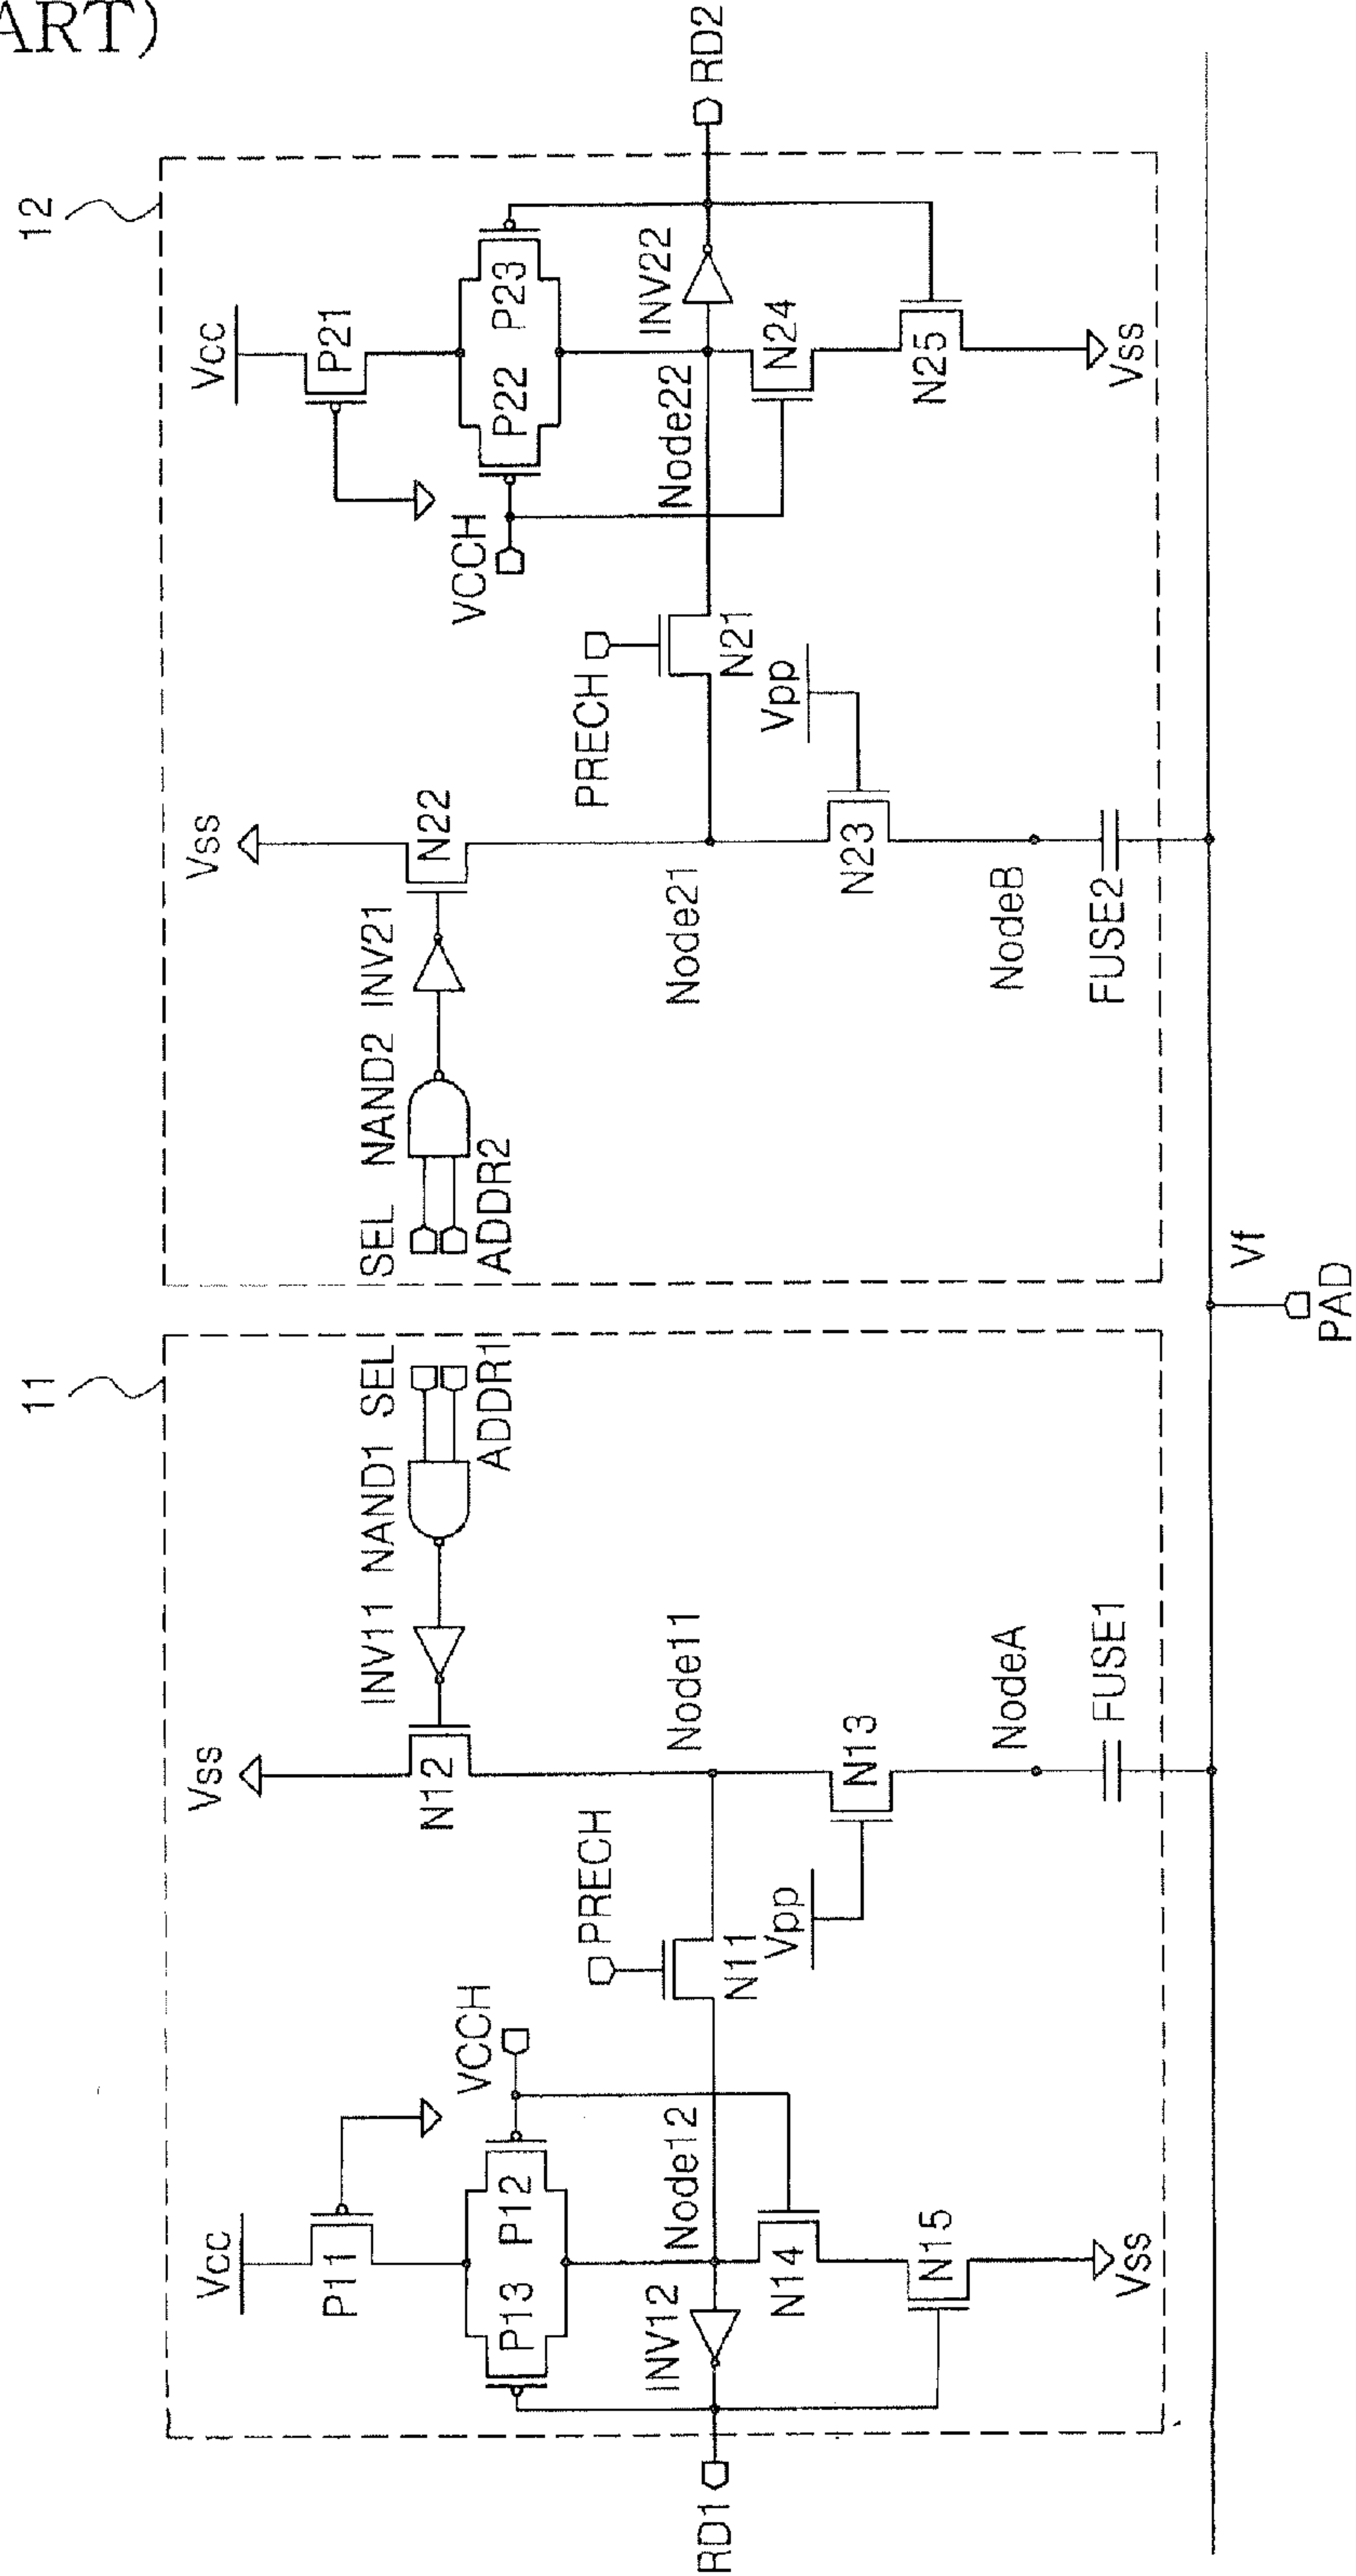 ART)
11
12
Vcc
P11
P13
P12
VCCH
Node12
INV12
N14
N15
Vss
RD1
PRECH
N11
Vpp
Vss
N12
INV11 NAND1 SEL
ADDR1
Node11
N13
NodeA
FUSE1
SEL NAND2 INV21
ADDR2
Vss
N22
Node21
N23
NodeB
FUSE2
PRECH
N21
Vpp
VCCH
Vcc
P21
P22
P23
Node22
INV22
N24
N25
Vss
RD2
Vf
PAD